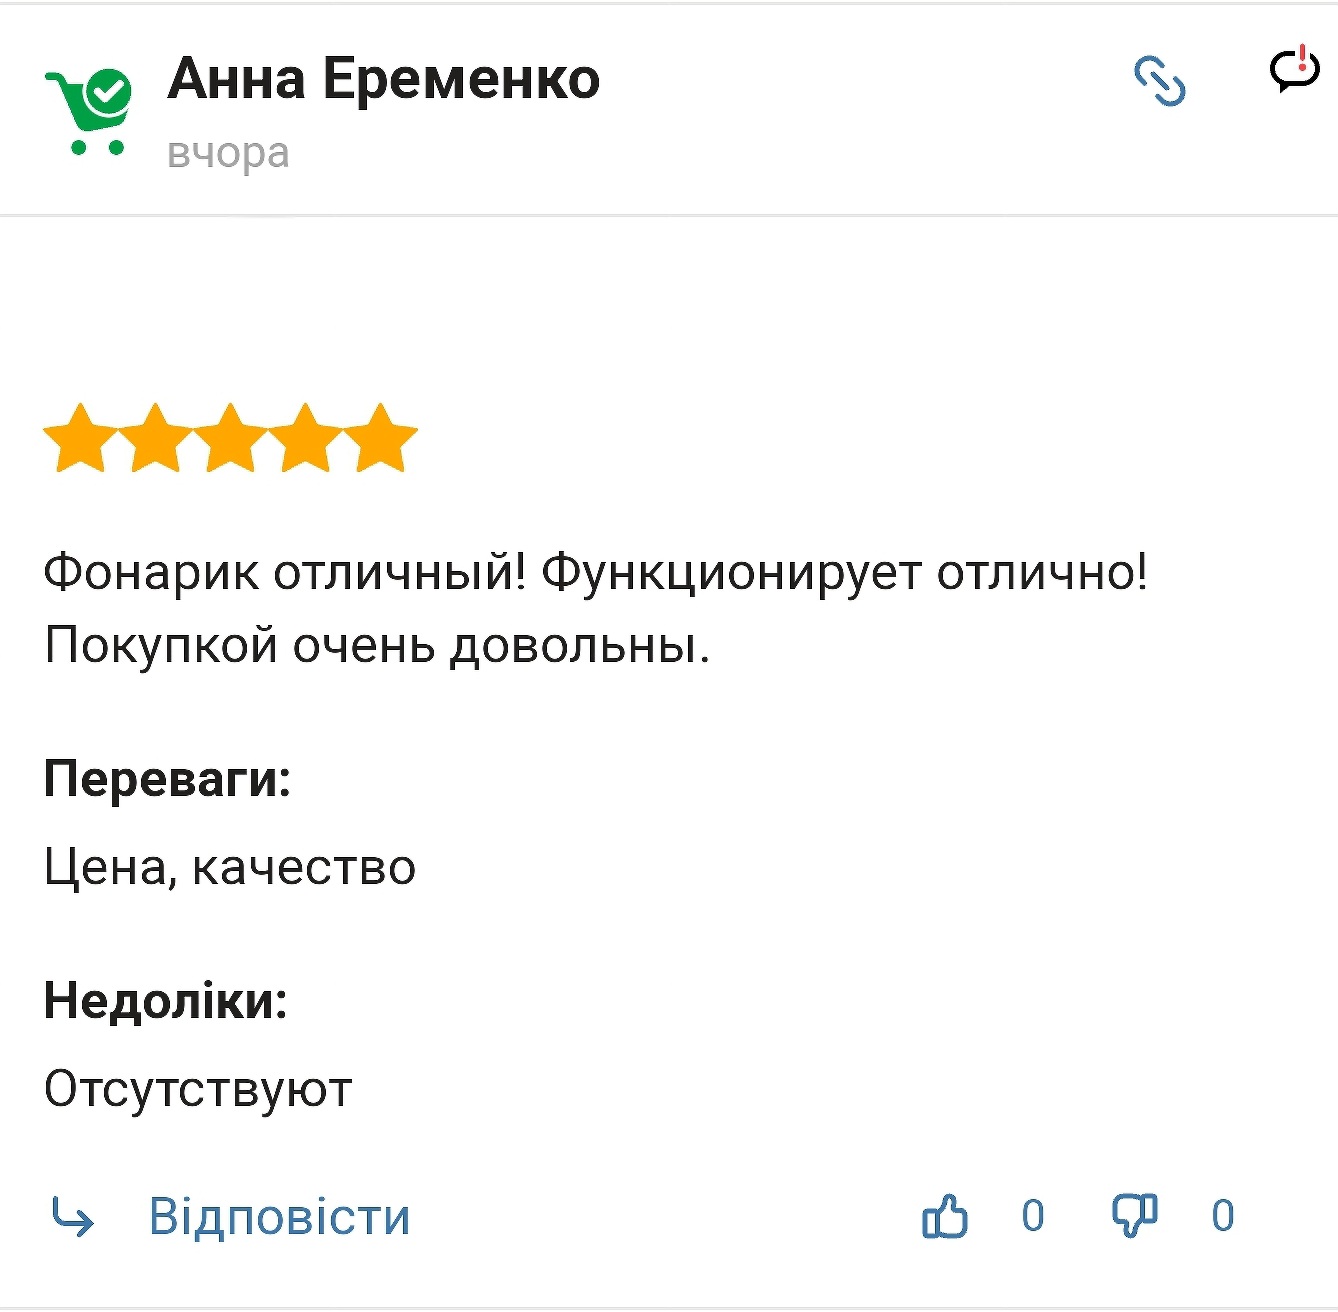 Анна Еременко
вчора
Фонарик отличный! Функционирует отлично!
Покупкой очень довольны.
Переваги:
Цена, качество
Недоліки:
Отсутствуют
Відповісти
0
0